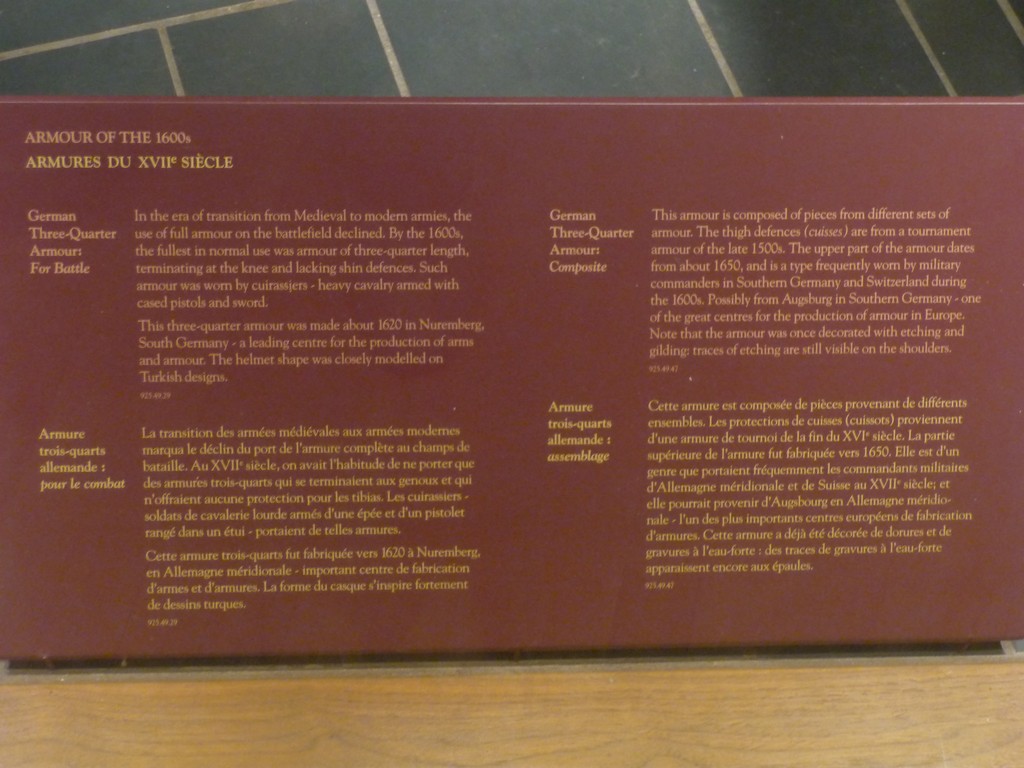 ARMOUR OF THE 1600s
ARMURES DU XVIIe SIÈCLE
German
Three-Quarter
Armour:
For Battle
In the era of transition from Medieval to modern armies, the
use of full armour on the battlefield declined. By the 1600s,
the fullest in normal use was armour of three-quarter length,
terminating at the knee and lacking shin defences. Such
armour was worn by cuirassjers - heavy cavalry armed with
cased pistols and sword.
This three-quarter armour was made about 1620 in Nuremberg,
South Germany - a leading centre for the production of arms
and armour. The helmet shape was closely modelled on
Turkish designs.
925.49.29
Armure
trois-quarts
allemande :
pour le combat
La transition des armées médiévales aux armées modernes
marqua le déclin du port de l'armure complète au champs de
bataille. Au XVIIe siècle, on avait l'habitude de ne porter que
des armures trois-quarts qui se terminaient aux genoux et qui
n'offraient aucune protection pour les tibias. Les cuirassiers -
soldats de cavalerie lourde armés d'une épée et d'un pistolet
rangé dans un étui - portaient de telles armures.
Cette armure trois-quarts fut fabriquée vers 1620 à Nuremberg,
en Allemagne méridionale - important centre de fabrication
d'armes et d'armures. La forme du casque s'inspire fortement
de dessins turques.
925.49.29
German
Three-Quarter
Armour:
Composite
This armour is composed of pieces from different sets of
armour. The thigh defences (cuisses) are from a tournament
armour of the late 1500s. The upper part of the armour dates
from about 1650, and is a type frequently worn by military
commanders in Southern Germany and Switzerland during
the 1600s. Possibly from Augsburg in Southern Germany - one
of the great centres for the production of armour in Europe.
Note that the armour was once decorated with etching and
gilding: traces of etching are still visible on the shoulders.
925.49.47
Armure
trois-quarts
allemande :
assemblage
Cette armure est composée de pièces provenant de différents
ensembles. Les protections de cuisses (cuissots) proviennent
d'une armure de tournoi de la fin du XVIe siècle. La partie
supérieure de l'armure fut fabriquée vers 1650. Elle est d'un
genre que portaient fréquemment les commandants militaires
d'Allemagne méridionale et de Suisse au XVIIe siècle; et
elle pourrait provenir d'Augsbourg en Allemagne méridio-
nale - l'un des plus importants centres européens de fabrication
d'armures. Cette armure a déjà été décorée de dorures et de
gravures à l'eau-forte : des traces de gravures à l'eau-forte
apparaissent encore aux épaules.
925.49.47